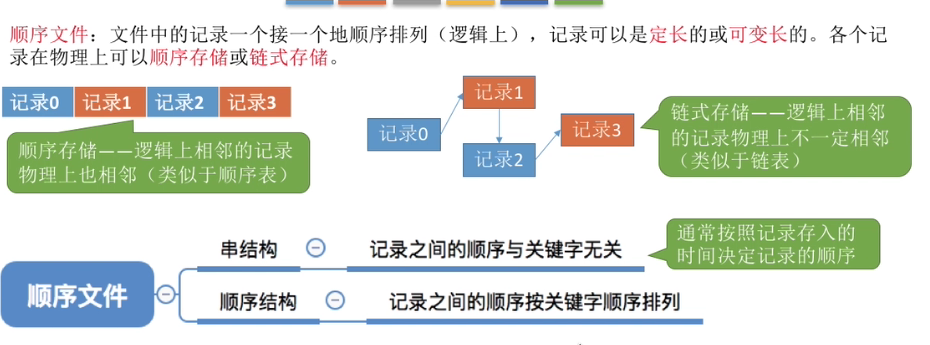 顺序文件：文件中的记录一个接一个地顺序排列（逻辑上），记录可以是定长的或可变长的。各个记
录在物理上可以顺序存储或链式存储。
记录0 记录1 记录2 记录3
顺序存储——逻辑上相邻的记录
物理上也相邻（类似于顺序表）
记录0
记录1
记录2
记录3
链式存储——逻辑上相邻
的记录物理上不一定相邻
（类似于链表）
顺序文件
串结构
记录之间的顺序与关键字无关
通常按照记录存入的
时间决定记录的顺序
顺序结构
记录之间的顺序按关键字顺序排列